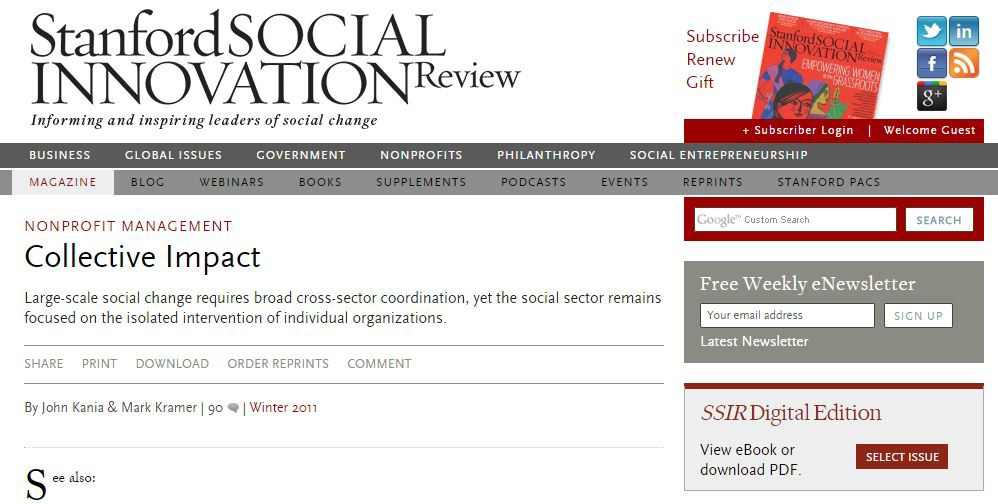 Stanford SOCIAL
INNOVATION Review
Informing and inspiring leaders of social change
Subscribe
Renew
Gift
Stanford SOCIAL
INNOVATION Review
EMPOWERING WOMEN
GRASSROOTS
+ Subscriber Login | Welcome Guest
BUSINESS GLOBAL ISSUES GOVERNMENT NONPROFITS PHILANTHROPY SOCIAL ENTREPRENEURSHIP
MAGAZINE BLOG WEBINARS BOOKS SUPPLEMENTS PODCASTS EVENTS REPRINTS STANFORD PACS
Google™ Custom Search SEARCH
NONPROFIT MANAGEMENT
Collective Impact
Large-scale social change requires broad cross-sector coordination, yet the social sector remains
focused on the isolated intervention of individual organizations.
SHARE PRINT DOWNLOAD ORDER REPRINTS COMMENT
By John Kania & Mark Kramer | 90 | Winter 2011
See also:
Free Weekly eNewsletter
Your email address SIGN UP
Latest Newsletter
SSIR Digital Edition
View eBook or
download PDF.
SELECT ISSUE